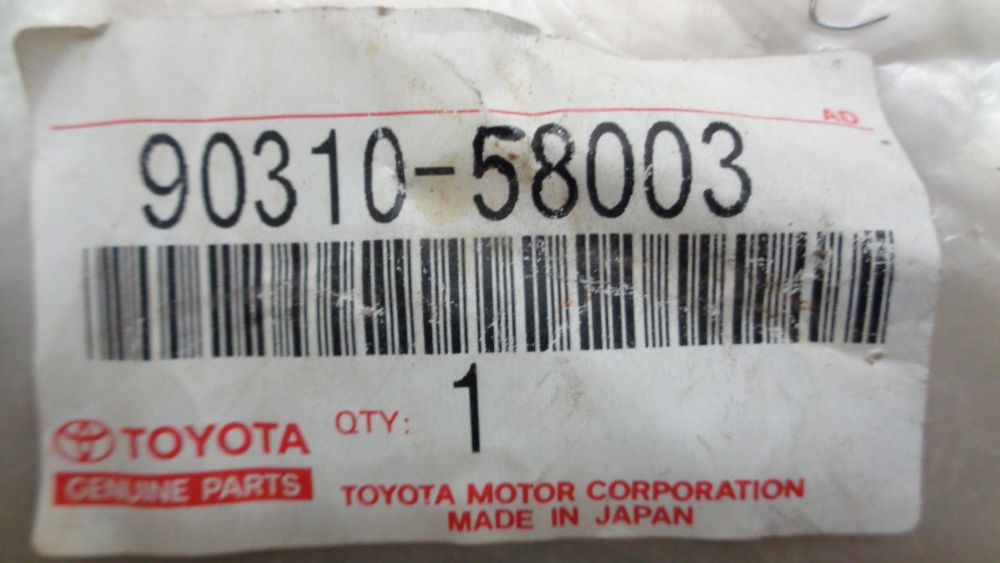 AD
90310-58003
QTY: 1
TOYOTA
GENUINE PARTS
TOYOTA MOTOR CORPORATION
MADE IN JAPAN